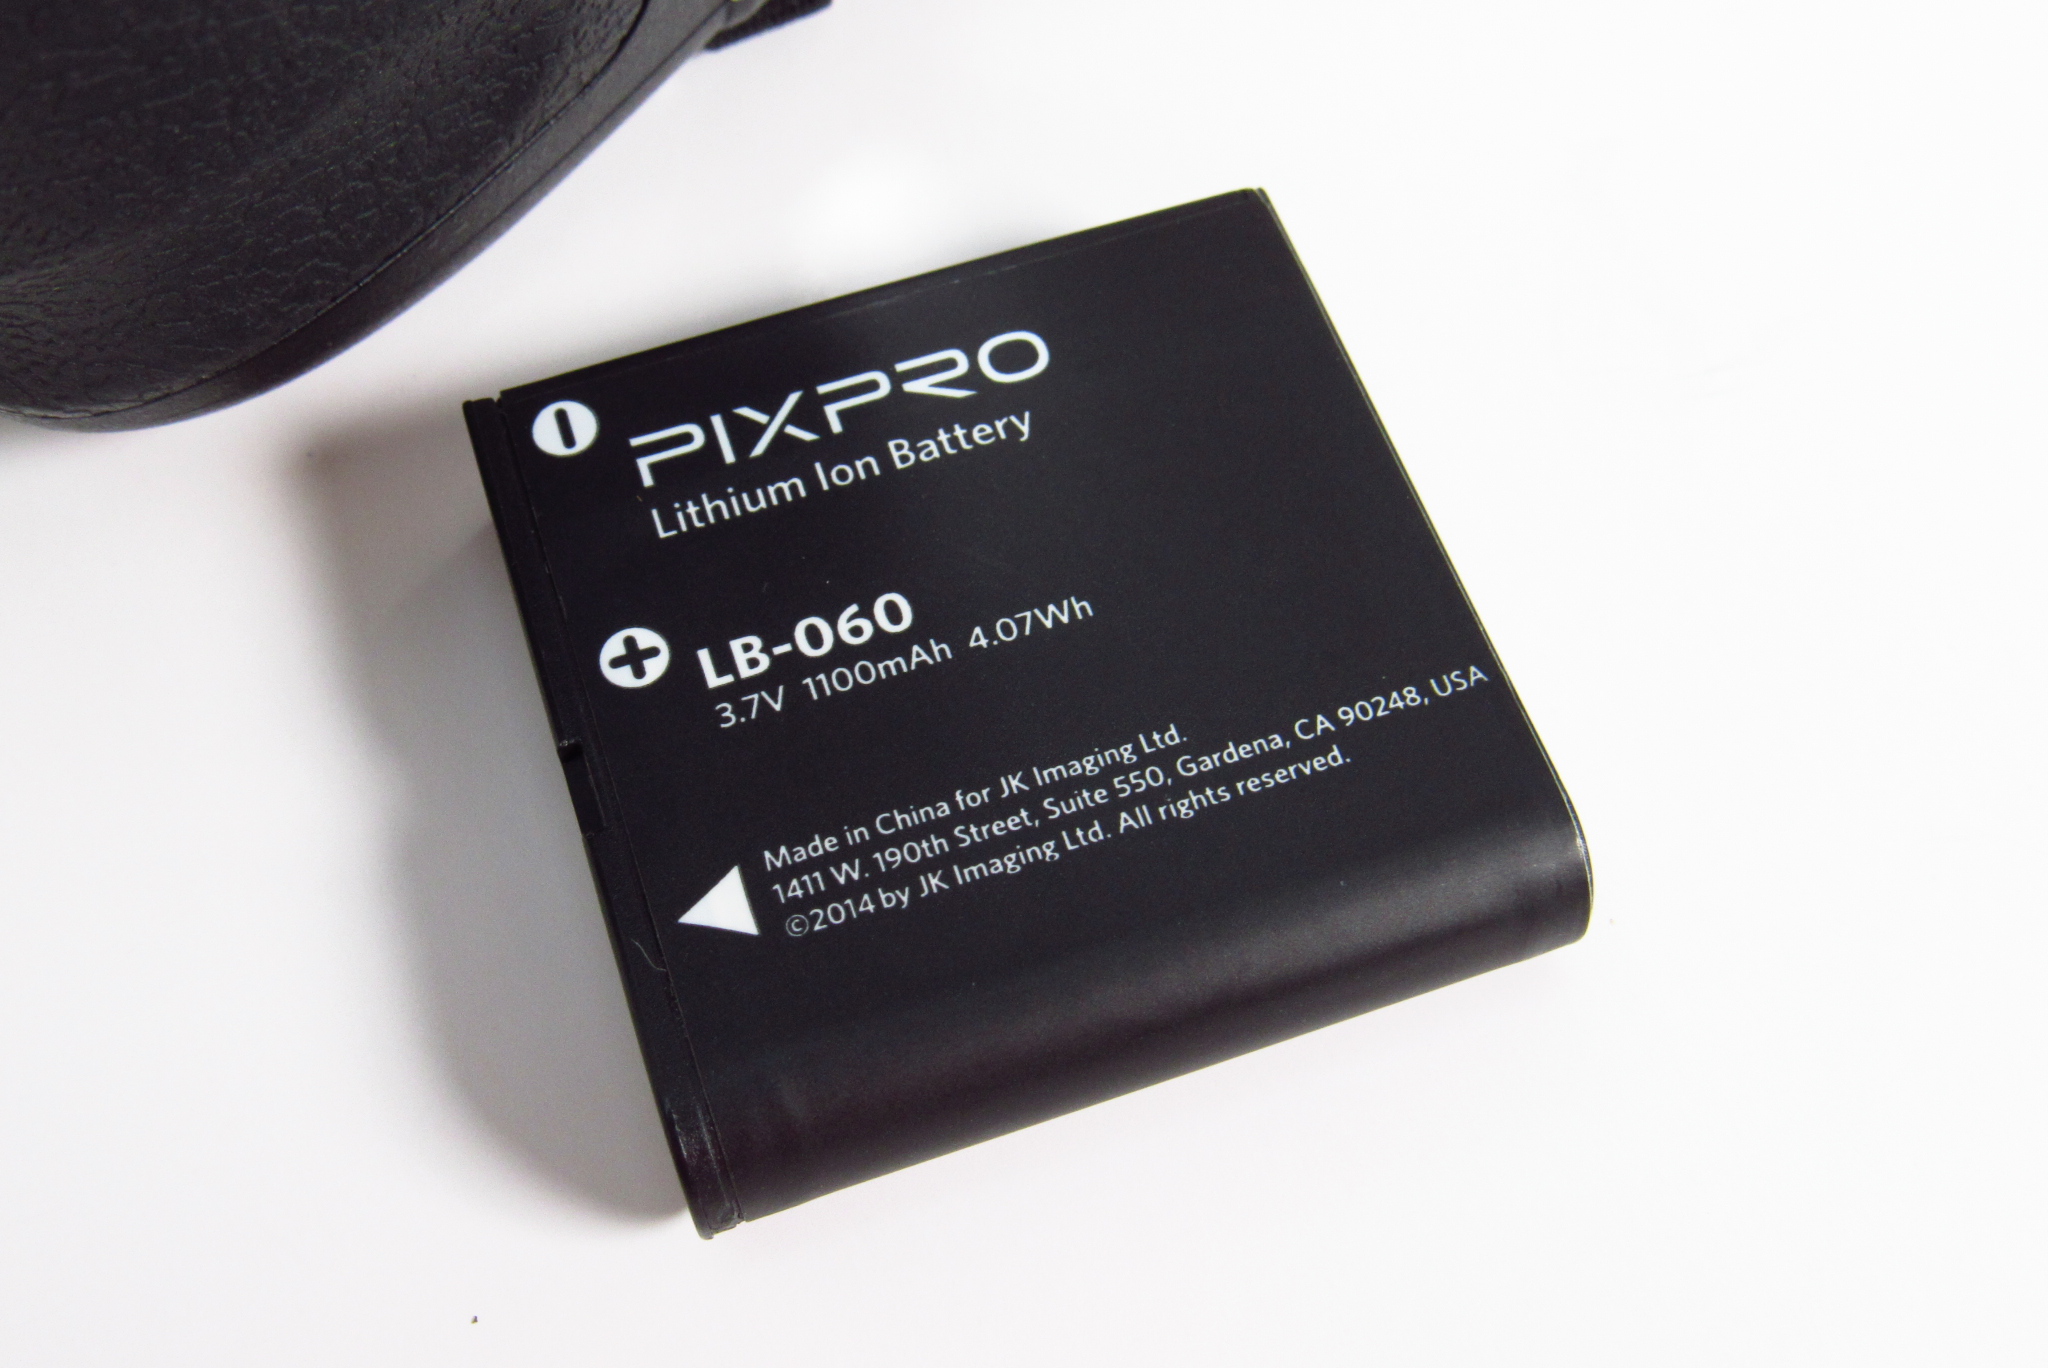 PIXPRO
Lithium Ion Battery
LB-060
3.7V 1100mAh 4.07Wh
Made in China for JK Imaging Ltd.
1411 W. 190th Street, Suite 550, Gardena, CA 90248, USA
©2014 by JK Imaging Ltd. All rights reserved.